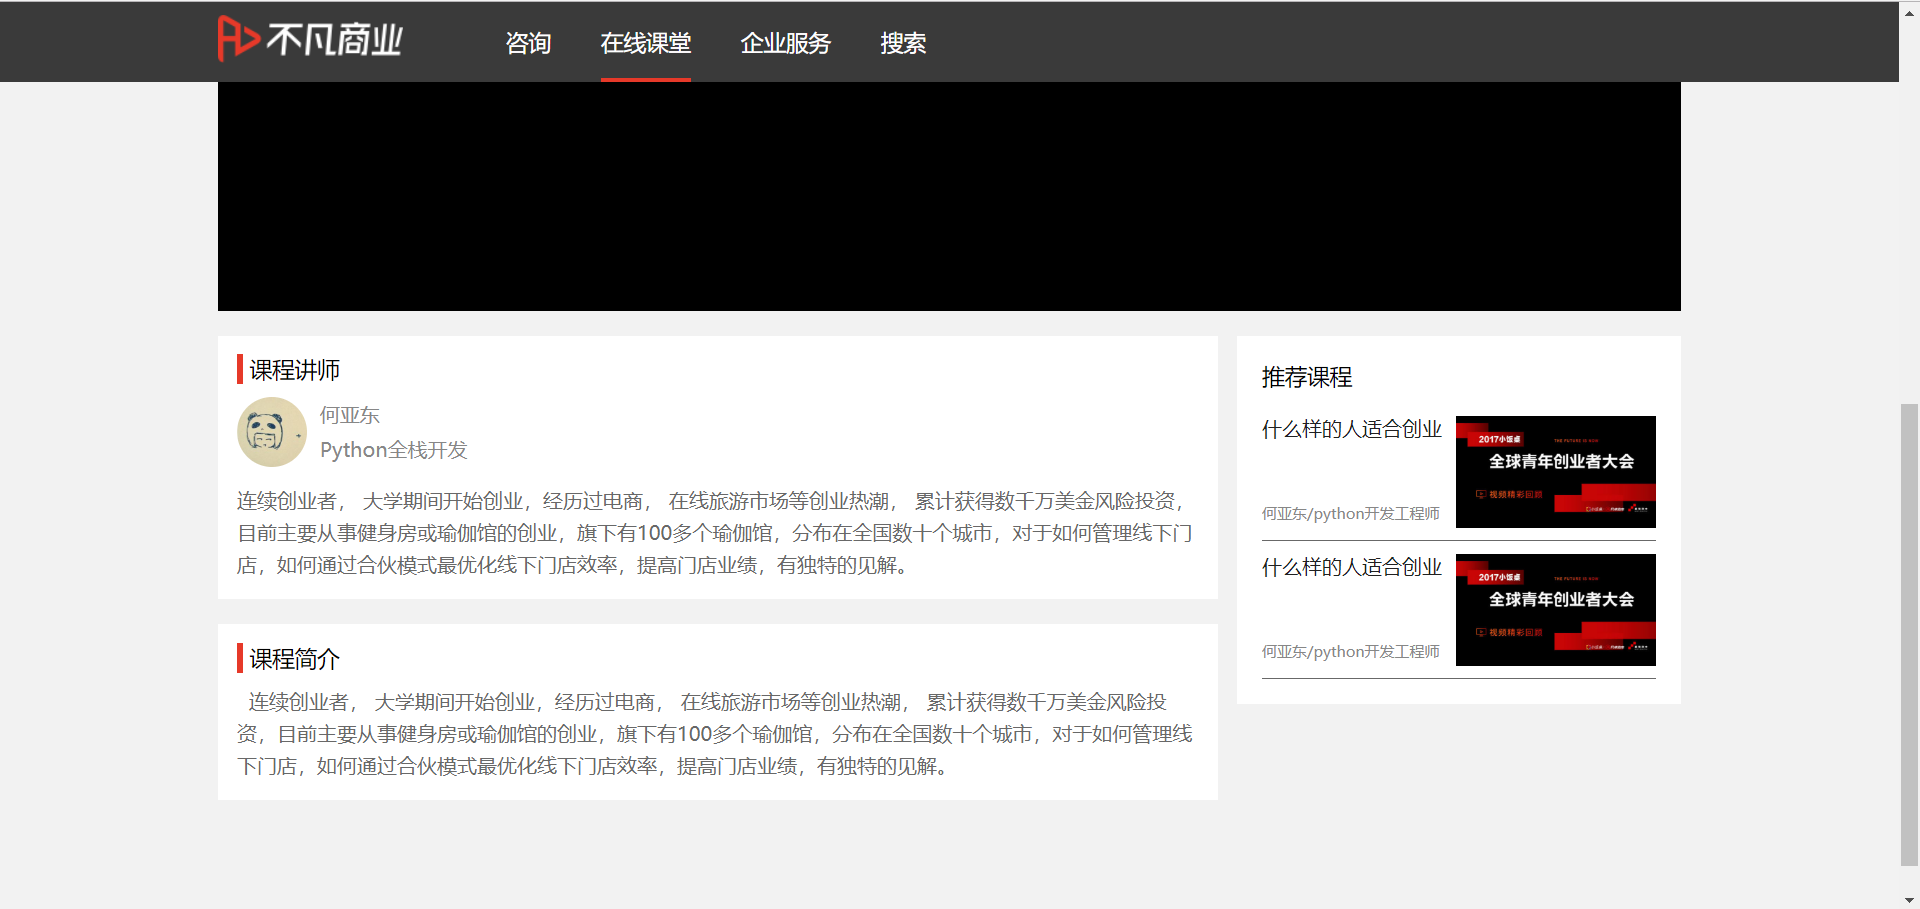 不凡商业
咨询 在线课堂 企业服务 搜索
课程讲师
何亚东
Python全栈开发
连续创业者， 大学期间开始创业，经历过电商， 在线旅游市场等创业热潮， 累计获得数千万美金风险投资，
目前主要从事健身房或瑜伽馆的创业，旗下有100多个瑜伽馆，分布在全国数十个城市，对于如何管理线下门
店，如何通过合伙模式最优化线下门店效率，提高门店业绩，有独特的见解。
课程简介
连续创业者， 大学期间开始创业，经历过电商， 在线旅游市场等创业热潮， 累计获得数千万美金风险投
资，目前主要从事健身房或瑜伽馆的创业，旗下有100多个瑜伽馆，分布在全国数十个城市，对于如何管理线
下门店，如何通过合伙模式最优化线下门店效率，提高门店业绩，有独特的见解。
推荐课程
什么样的人适合创业
何亚东/python开发工程师
2017小饭桌
THE FUTURE IS NOW
全球青年创业者大会
视频精彩回顾
什么样的人适合创业
何亚东/python开发工程师
2017小饭桌
THE FUTURE IS NOW
全球青年创业者大会
视频精彩回顾